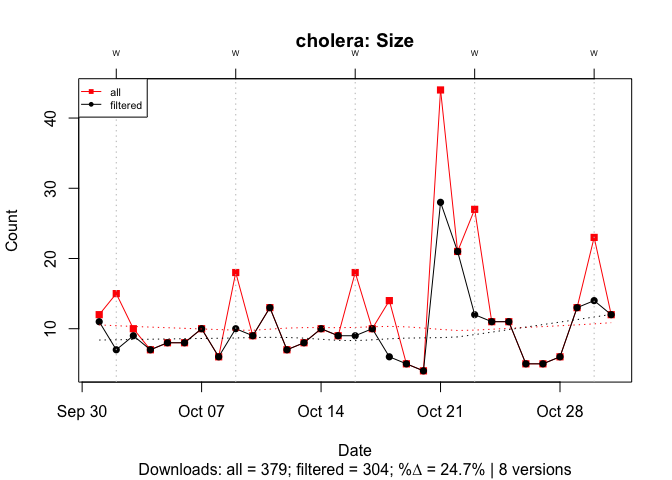 cholera: Size
W W W W W
all
filtered
Count
10 20 30 40
Sep 30 Oct 07 Oct 14 Oct 21 Oct 28
Date
Downloads: all = 379; filtered = 304; %Δ = 24.7% | 8 versions